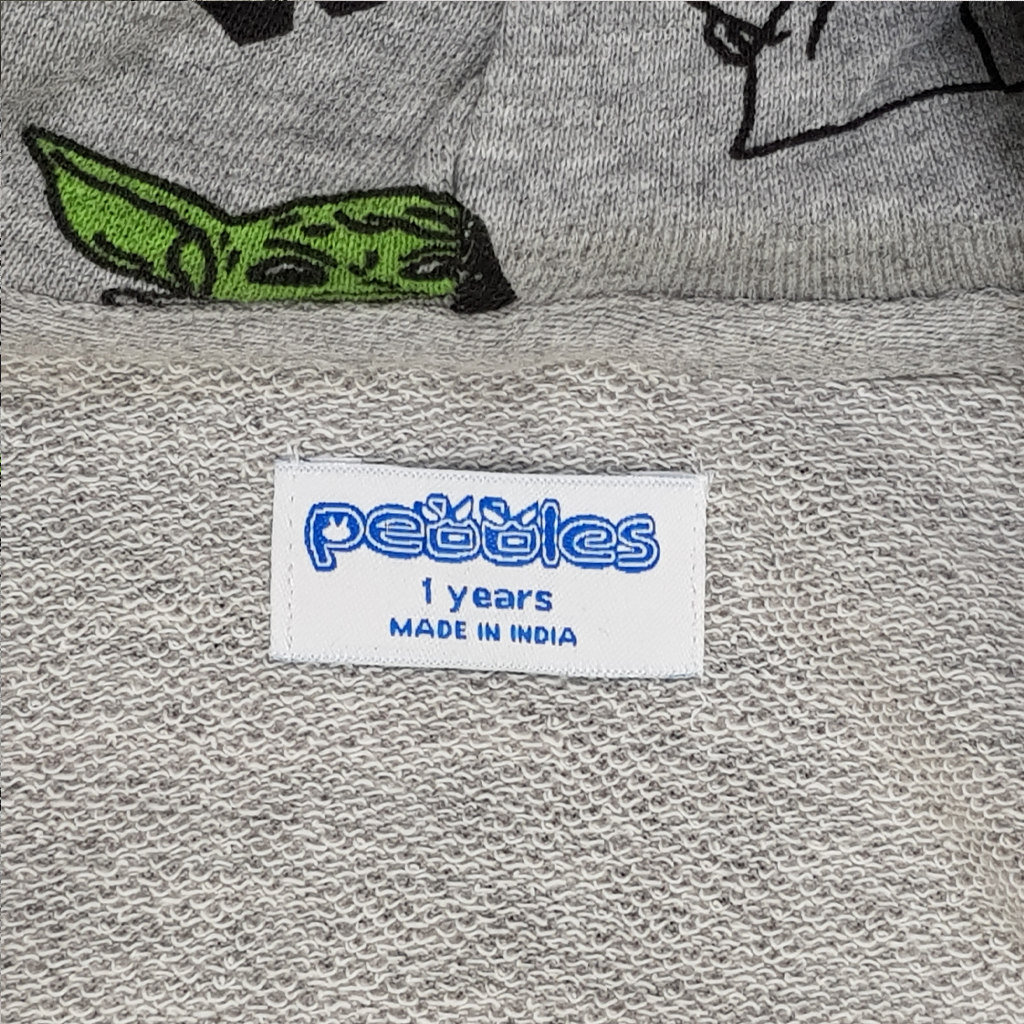 pebbles
1 years
MADE IN INDIA